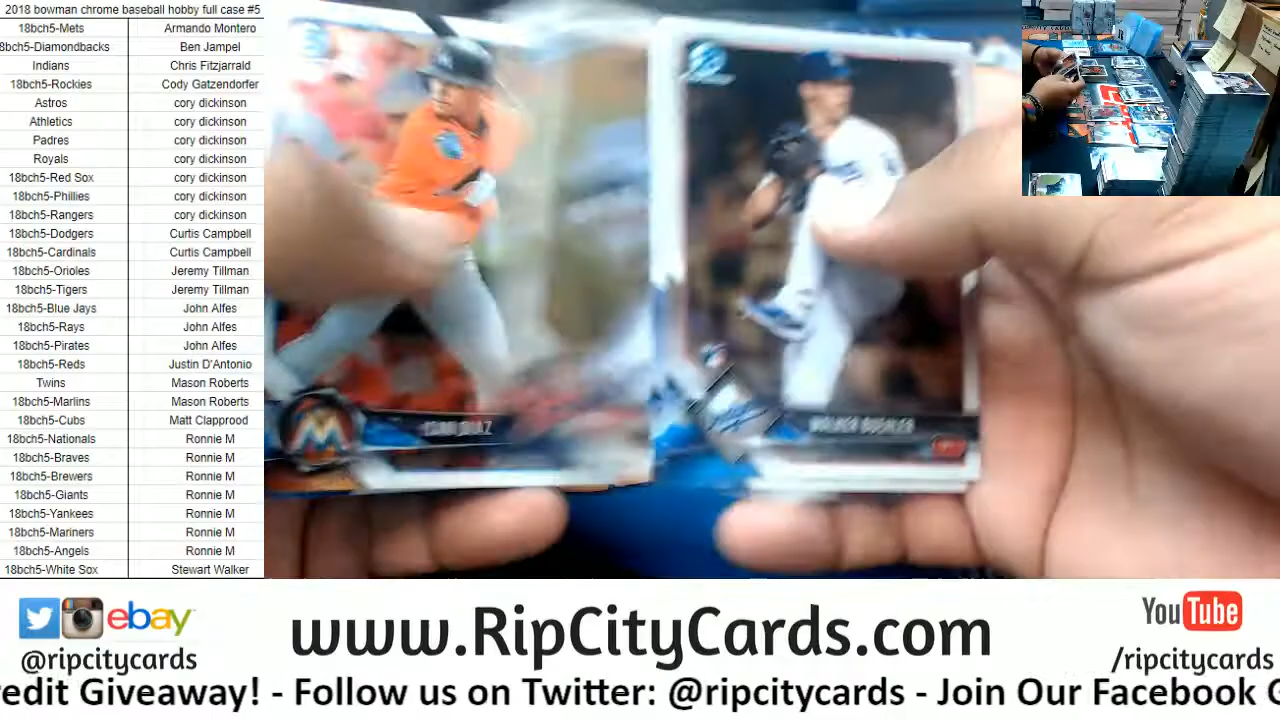 2018 bowman chrome baseball hobby full case #5
18bch5-Mets Armando Montero
8bch5-Diamondbacks Ben Jampel
Indians Chris Fitzjarrald
18bch5-Rockies Cody Gatzendorfer
Astros cory dickinson
Athletics cory dickinson
Padres cory dickinson
Royals cory dickinson
18bch5-Red Sox cory dickinson
18bch5-Phillies cory dickinson
18bch5-Rangers cory dickinson
18bch5-Dodgers Curtis Campbell
18bch5-Cardinals Curtis Campbell
18bch5-Orioles Jeremy Tillman
18bch5-Tigers Jeremy Tillman
18bch5-Blue Jays John Alfes
18bch5-Rays John Alfes
18bch5-Pirates John Alfes
18bch5-Reds Justin D'Antonio
Twins Mason Roberts
18bch5-Marlins Mason Roberts
18bch5-Cubs Matt Clapprood
18bch5-Nationals Ronnie M
18bch5-Braves Ronnie M
18bch5-Brewers Ronnie M
18bch5-Giants Ronnie M
18bch5-Yankees Ronnie M
18bch5-Mariners Ronnie M
18bch5-Angels Ronnie M
18bch5-White Sox Stewart Walker
WALKER BUEHLER
ebay
@ripcitycards
www.RipCityCards.com
YouTube
/ripcitycards
redit Giveaway! - Follow us on Twitter: @ripcitycards - Join Our Facebook G